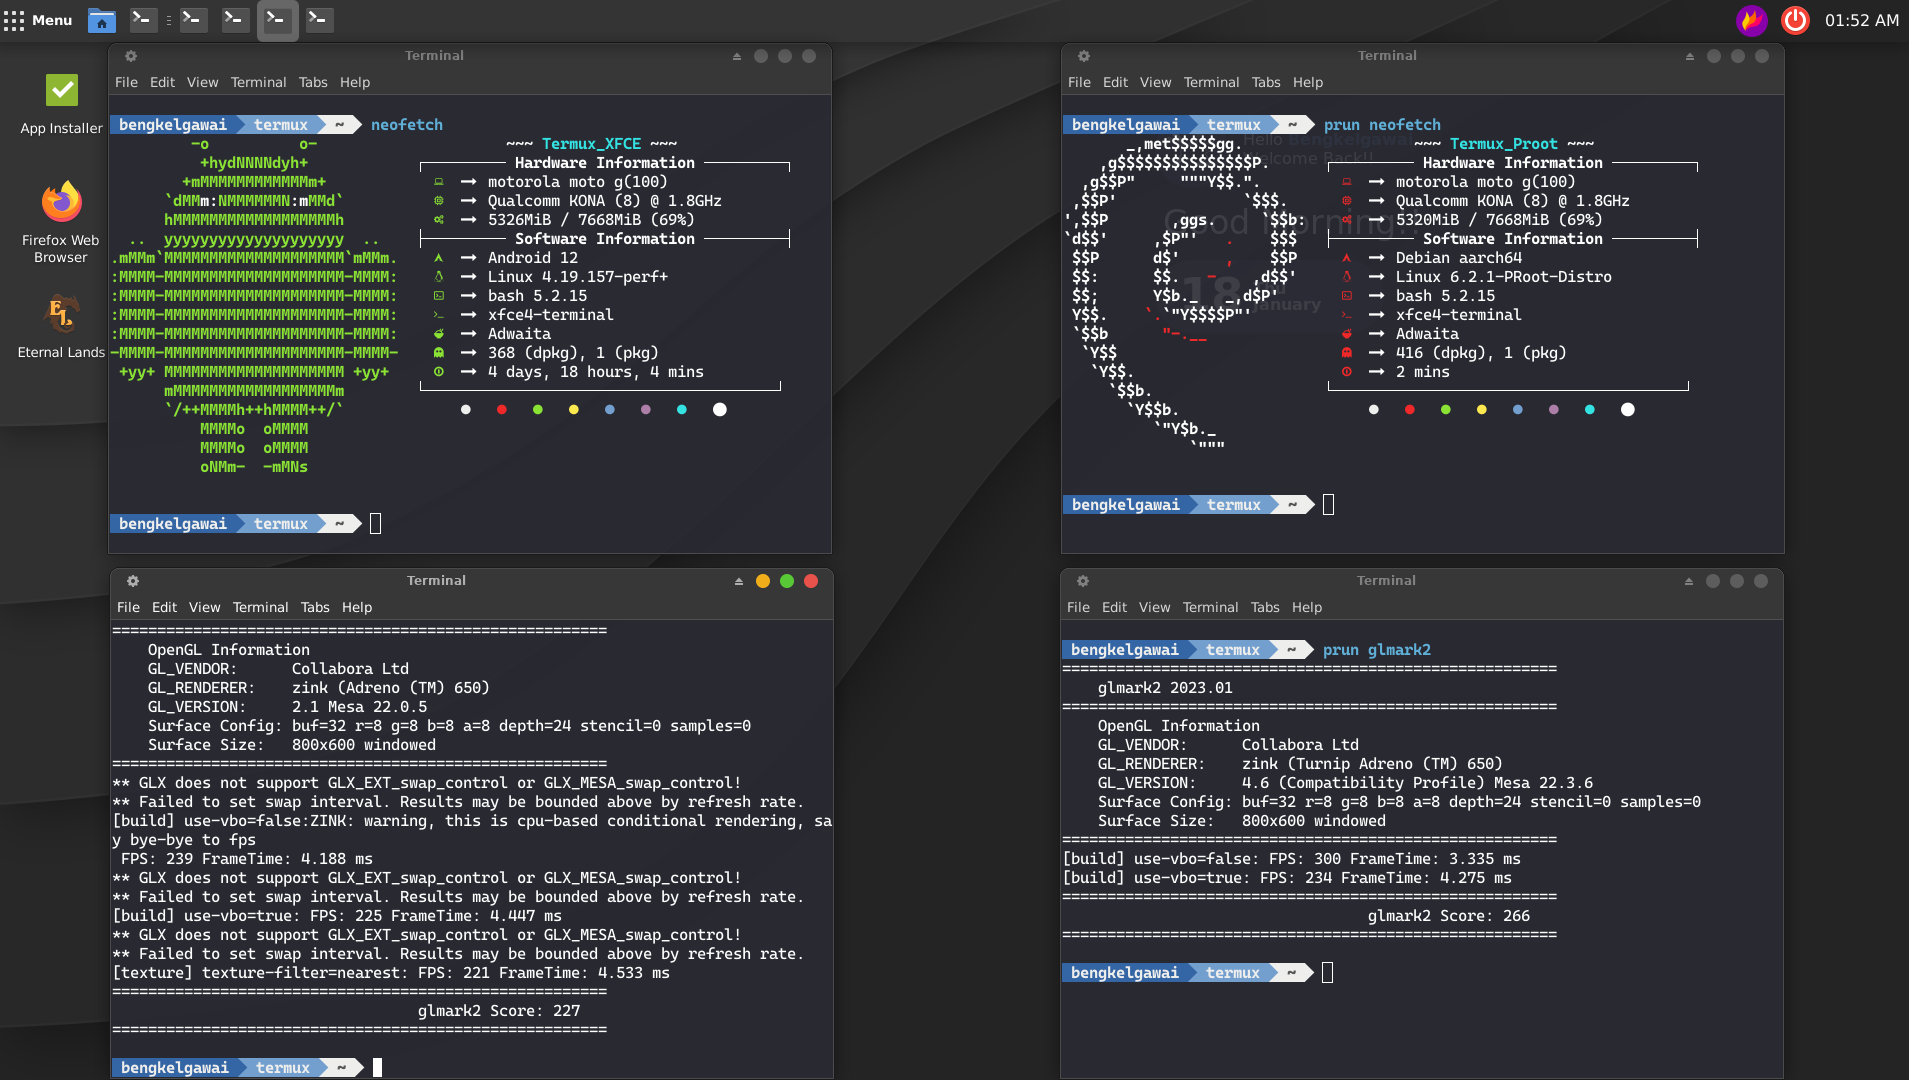 Menu
01:52 AM
App Installer
Firefox Web
Browser
Eternal Lands
Terminal
File Edit View Terminal Tabs Help
bengkelgawai termux ~ neofetch
~~~ Termux_XFCE ~~~
Hardware Information
motorola moto g(100)
Qualcomm KONA (8) @ 1.8GHz
5326MiB / 7668MiB (69%)
Software Information
Android 12
Linux 4.19.157-perf+
bash 5.2.15
xfce4-terminal
Adwaita
368 (dpkg), 1 (pkg)
4 days, 18 hours, 4 mins
bengkelgawai termux ~
Terminal
File Edit View Terminal Tabs Help
bengkelgawai termux ~ prun neofetch
~~~ Termux_Proot ~~~
Hardware Information
motorola moto g(100)
Qualcomm KONA (8) @ 1.8GHz
5320MiB / 7668MiB (69%)
Software Information
Debian aarch64
Linux 6.2.1-PRoot-Distro
bash 5.2.15
xfce4-terminal
Adwaita
416 (dpkg), 1 (pkg)
2 mins
Hello Bengkelgawai
Welcome Back!!
Good Morning!!
18
January
bengkelgawai termux ~
Terminal
File Edit View Terminal Tabs Help
=======================================================
OpenGL Information
GL_VENDOR: Collabora Ltd
GL_RENDERER: zink (Adreno (TM) 650)
GL_VERSION: 2.1 Mesa 22.0.5
Surface Config: buf=32 r=8 g=8 b=8 a=8 depth=24 stencil=0 samples=0
Surface Size: 800x600 windowed
=======================================================
** GLX does not support GLX_EXT_swap_control or GLX_MESA_swap_control!
** Failed to set swap interval. Results may be bounded above by refresh rate.
[build] use-vbo=false:ZINK: warning, this is cpu-based conditional rendering, sa
y bye-bye to fps
FPS: 239 FrameTime: 4.188 ms
** GLX does not support GLX_EXT_swap_control or GLX_MESA_swap_control!
** Failed to set swap interval. Results may be bounded above by refresh rate.
[build] use-vbo=true: FPS: 225 FrameTime: 4.447 ms
** GLX does not support GLX_EXT_swap_control or GLX_MESA_swap_control!
** Failed to set swap interval. Results may be bounded above by refresh rate.
[texture] texture-filter=nearest: FPS: 221 FrameTime: 4.533 ms
=======================================================
glmark2 Score: 227
=======================================================
bengkelgawai termux ~
Terminal
File Edit View Terminal Tabs Help
bengkelgawai termux ~ prun glmark2
=======================================================
glmark2 2023.01
=======================================================
OpenGL Information
GL_VENDOR: Collabora Ltd
GL_RENDERER: zink (Turnip Adreno (TM) 650)
GL_VERSION: 4.6 (Compatibility Profile) Mesa 22.3.6
Surface Config: buf=32 r=8 g=8 b=8 a=8 depth=24 stencil=0 samples=0
Surface Size: 800x600 windowed
=======================================================
[build] use-vbo=false: FPS: 300 FrameTime: 3.335 ms
[build] use-vbo=true: FPS: 234 FrameTime: 4.275 ms
=======================================================
glmark2 Score: 266
=======================================================
bengkelgawai termux ~